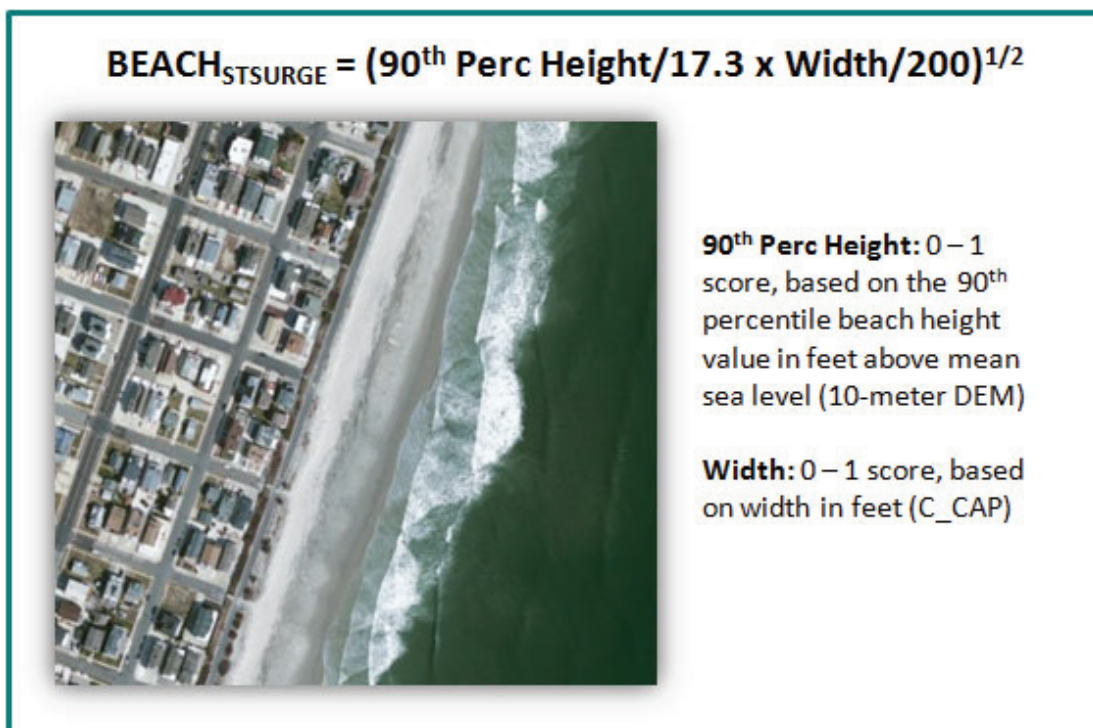 BEACHSTSURGE = (90th Perc Height/17.3 x Width/200)1/2
90th Perc Height: 0 – 1
score, based on the 90th
percentile beach height
value in feet above mean
sea level (10-meter DEM)
Width: 0 – 1 score, based
on width in feet (C_CAP)